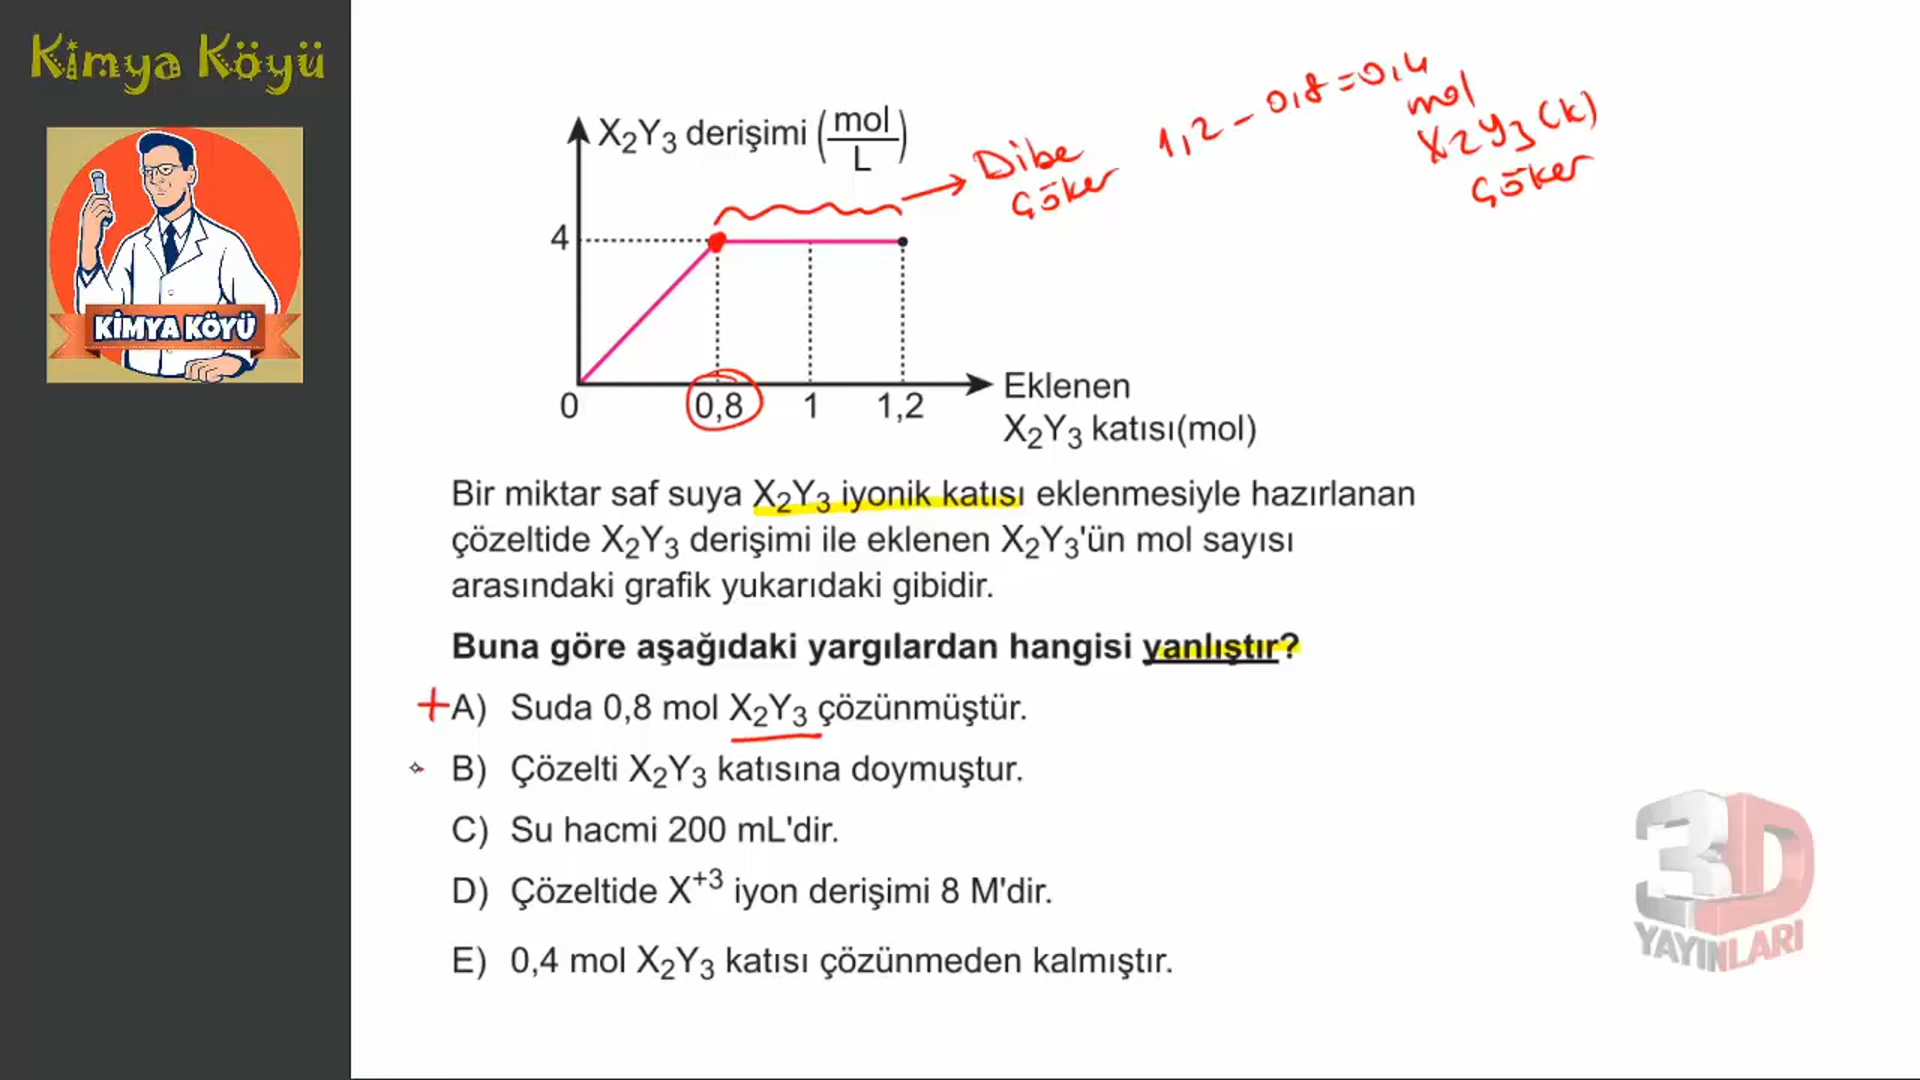 Kimya Köyü
KİMYA KÖYÜ
X₂Y₃ derişimi (mol/L)
Dibe
Çöker
1,2 - 0,8 = 0,4
mol
X₂Y₃(k)
Çöker
4
0
0,8
1
1,2
Eklenen
X₂Y₃ katısı(mol)
Bir miktar saf suya X₂Y₃ iyonik katısı eklenmesiyle hazırlanan
çözeltide X₂Y₃ derişimi ile eklenen X₂Y₃'ün mol sayısı
arasındaki grafik yukarıdaki gibidir.
Buna göre aşağıdaki yargılardan hangisi yanlıştır?
+A) Suda 0,8 mol X₂Y₃ çözünmüştür.
B) Çözelti X₂Y₃ katısına doymuştur.
C) Su hacmi 200 mL'dir.
D) Çözeltide X⁺³ iyon derişimi 8 M'dir.
E) 0,4 mol X₂Y₃ katısı çözünmeden kalmıştır.
3D
YAYINLARI